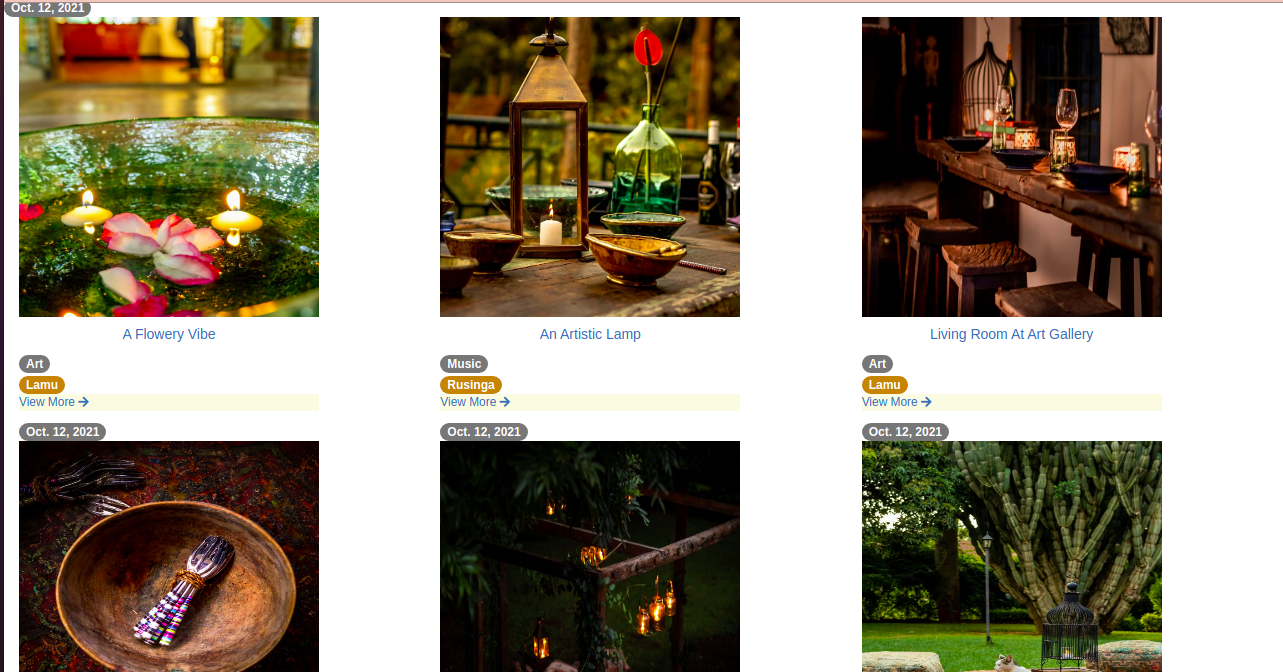 Oct. 12, 2021
A Flowery Vibe
An Artistic Lamp
Living Room At Art Gallery
Art
Music
Art
Lamu
Rusinga
Lamu
View More
View More
View More
Oct. 12, 2021
Oct. 12, 2021
Oct. 12, 2021